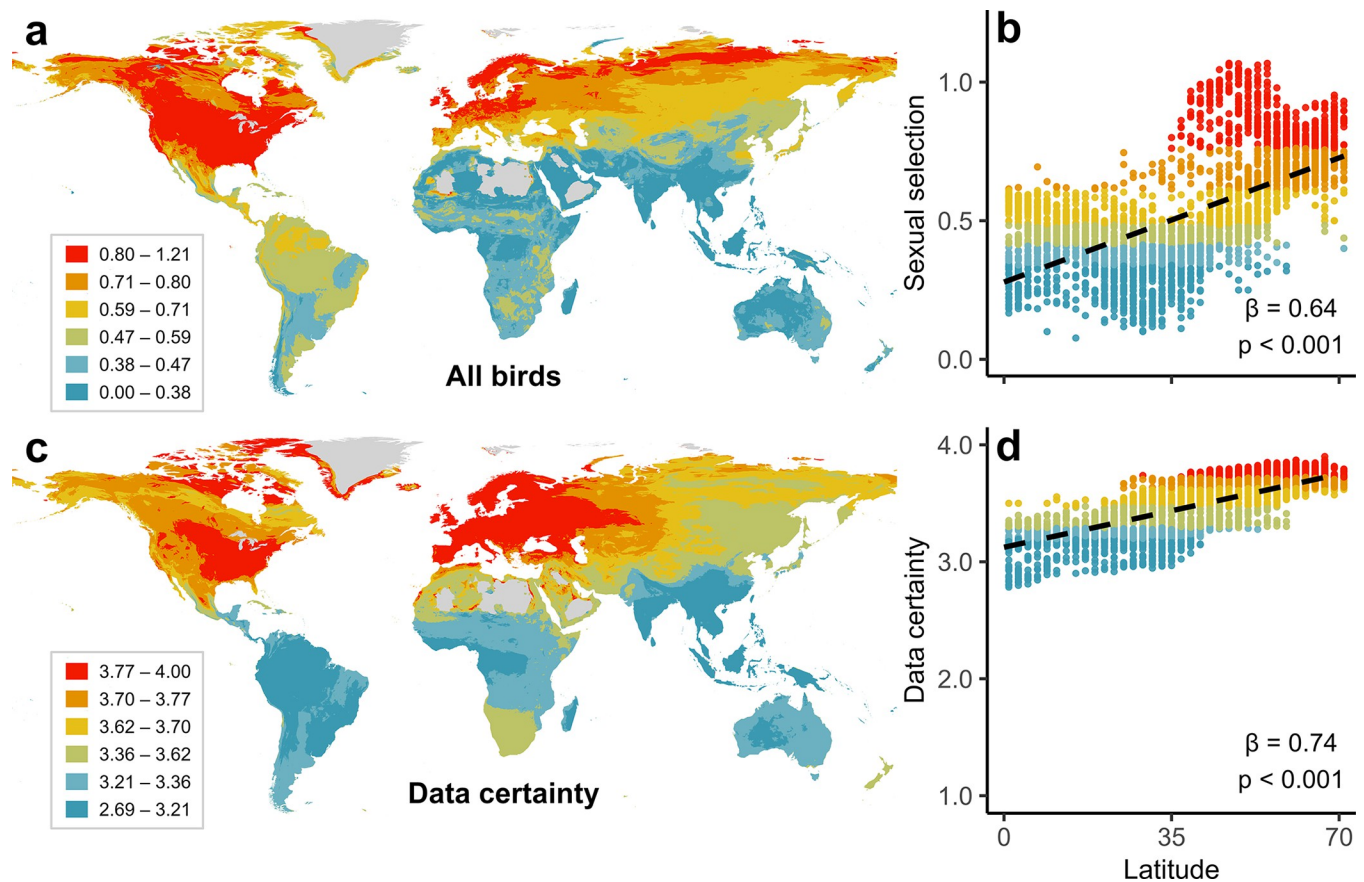 a
0.80 – 1.21
0.71 – 0.80
0.59 – 0.71
0.47 – 0.59
0.38 – 0.47
0.00 – 0.38
All birds
b
Sexual selection
1.0
0.5
0.0
β = 0.64
p < 0.001
c
3.77 – 4.00
3.70 – 3.77
3.62 – 3.70
3.36 – 3.62
3.21 – 3.36
2.69 – 3.21
Data certainty
d
Data certainty
4.0
3.0
2.0
1.0
β = 0.74
p < 0.001
0 35 70
Latitude